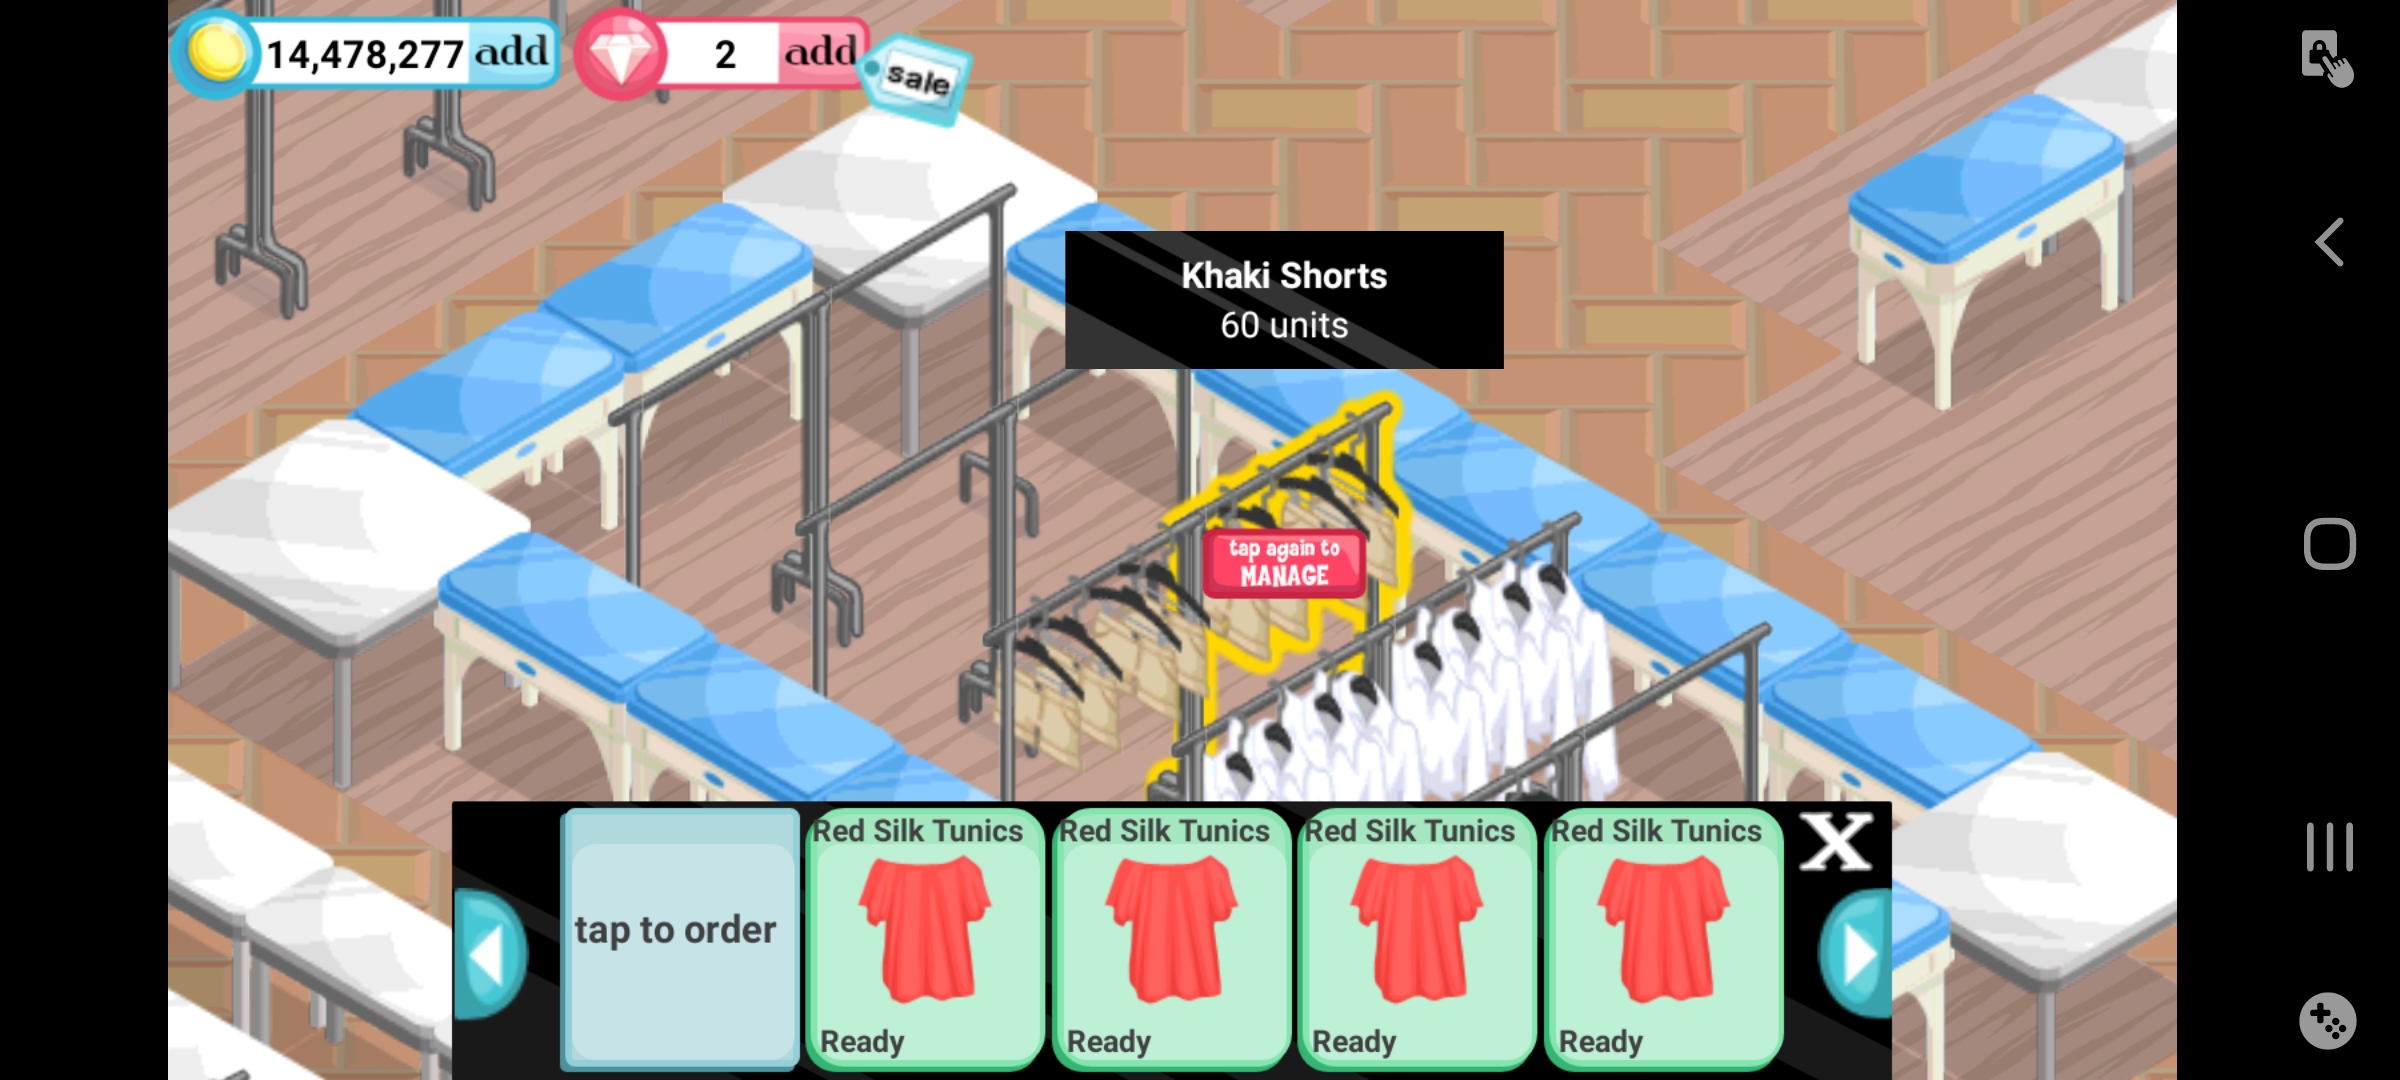 14,478,277 add
2 add
sale
Khaki Shorts
60 units
tap again to
MANAGE
Red Silk Tunics
Red Silk Tunics
Red Silk Tunics
Red Silk Tunics
X
tap to order
Ready
Ready
Ready
Ready